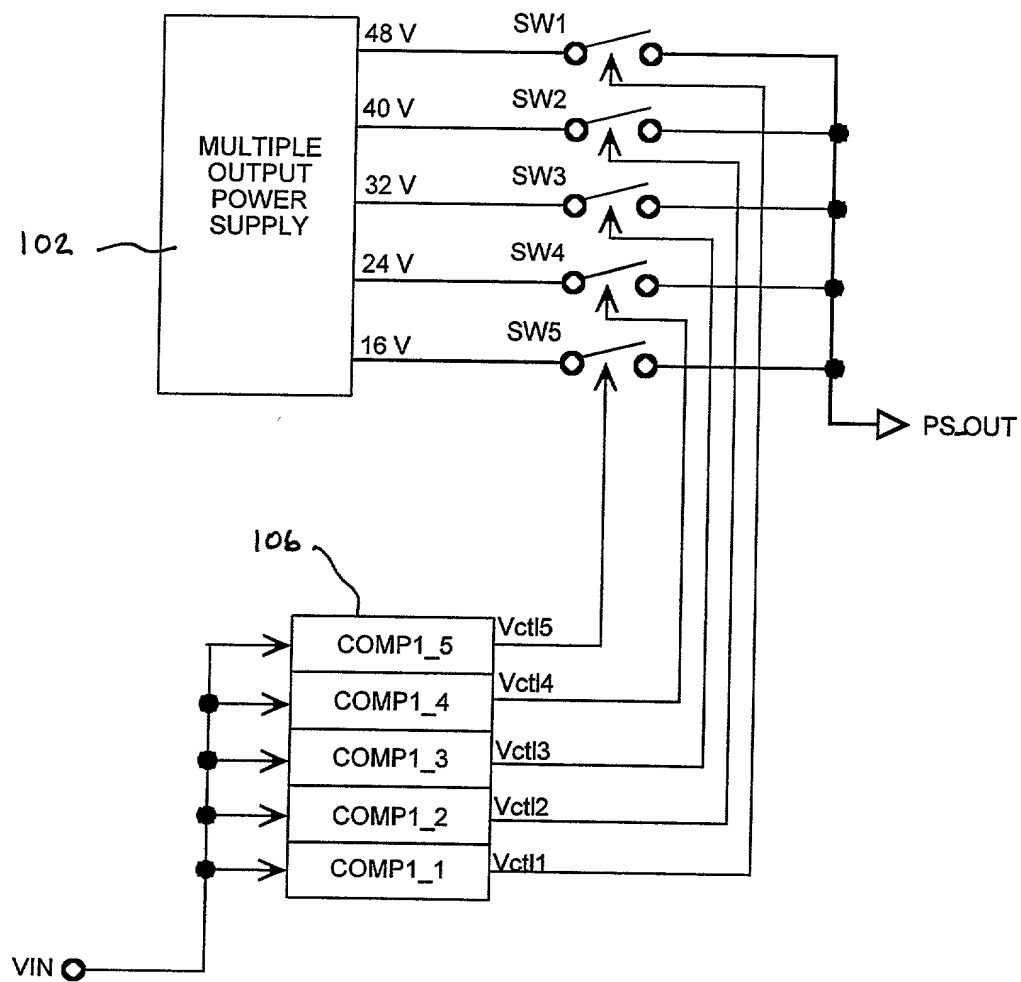 48 V
SW1
40 V
SW2
MULTIPLE
OUTPUT
POWER
SUPPLY
32 V
SW3
102
24 V
SW4
16 V
SW5
PS_OUT
106
COMP1_5
Vctl5
COMP1_4
Vctl4
COMP1_3
Vctl3
COMP1_2
Vctl2
COMP1_1
Vctl1
VIN